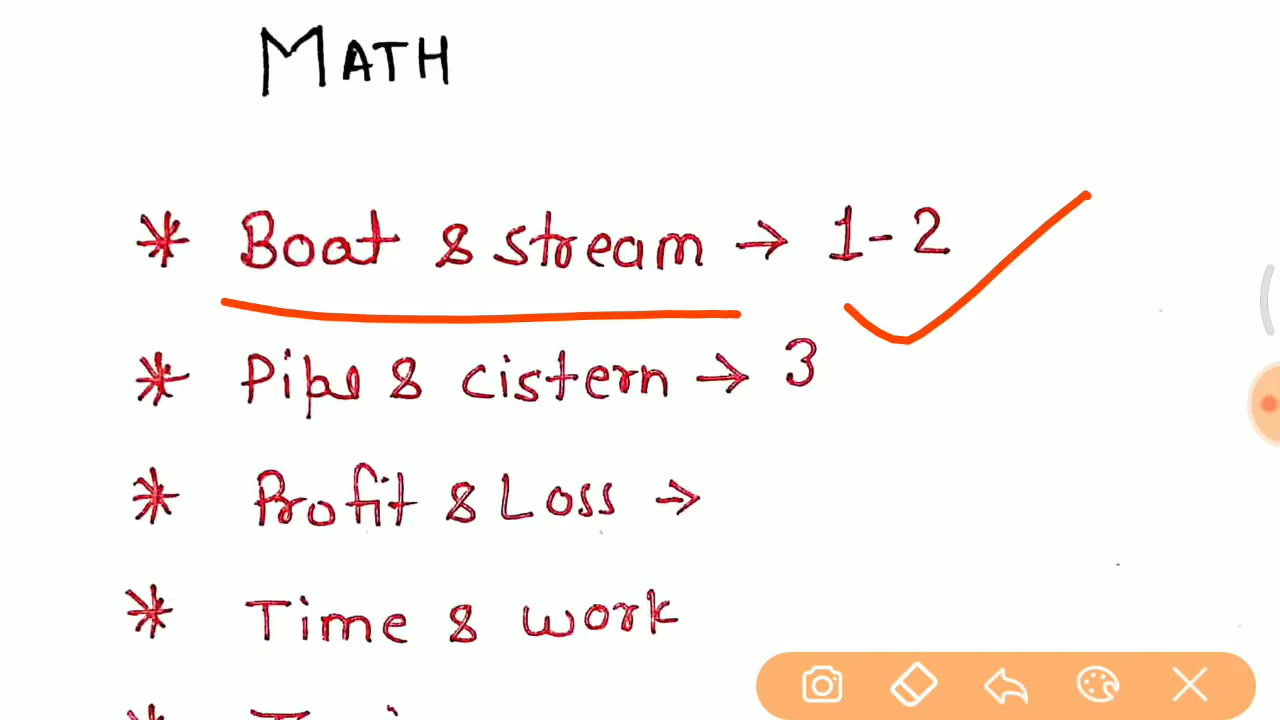 MATH
* Boat & stream → 1-2
* Pipe & cistern → 3
* Profit & Loss →
* Time & work